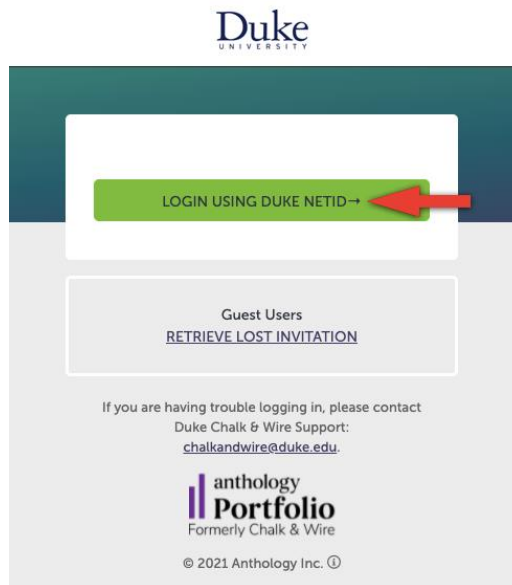 Duke
UNIVERSITY
LOGIN USING DUKE NETID→
Guest Users
RETRIEVE LOST INVITATION
If you are having trouble logging in, please contact
Duke Chalk & Wire Support:
chalkandwire@duke.edu.
anthology
Portfolio
Formerly Chalk & Wire
© 2021 Anthology Inc. ⓘ